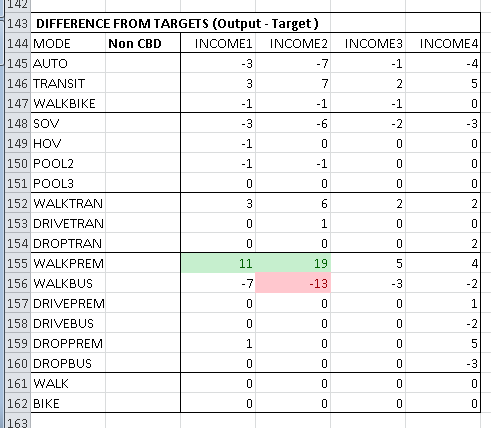 142
143 DIFFERENCE FROM TARGETS (Output - Target )
144 MODE Non CBD INCOME1 INCOME2 INCOME3 INCOME4
145 AUTO -3 -7 -1 -4
146 TRANSIT 3 7 2 5
147 WALKBIKE -1 -1 -1 0
148 SOV -3 -6 -2 -3
149 HOV -1 0 0 0
150 POOL2 -1 -1 0 0
151 POOL3 0 0 0 0
152 WALKTRAN 3 6 2 2
153 DRIVETRAN 0 1 0 0
154 DROPTRAN 0 0 0 2
155 WALKPREM 11 19 5 4
156 WALKBUS -7 -13 -3 -2
157 DRIVEPREM 0 0 0 1
158 DRIVEBUS 0 0 0 -2
159 DROPPREM 1 0 0 5
160 DROPBUS 0 0 0 -3
161 WALK 0 0 0 0
162 BIKE 0 0 0 0
163